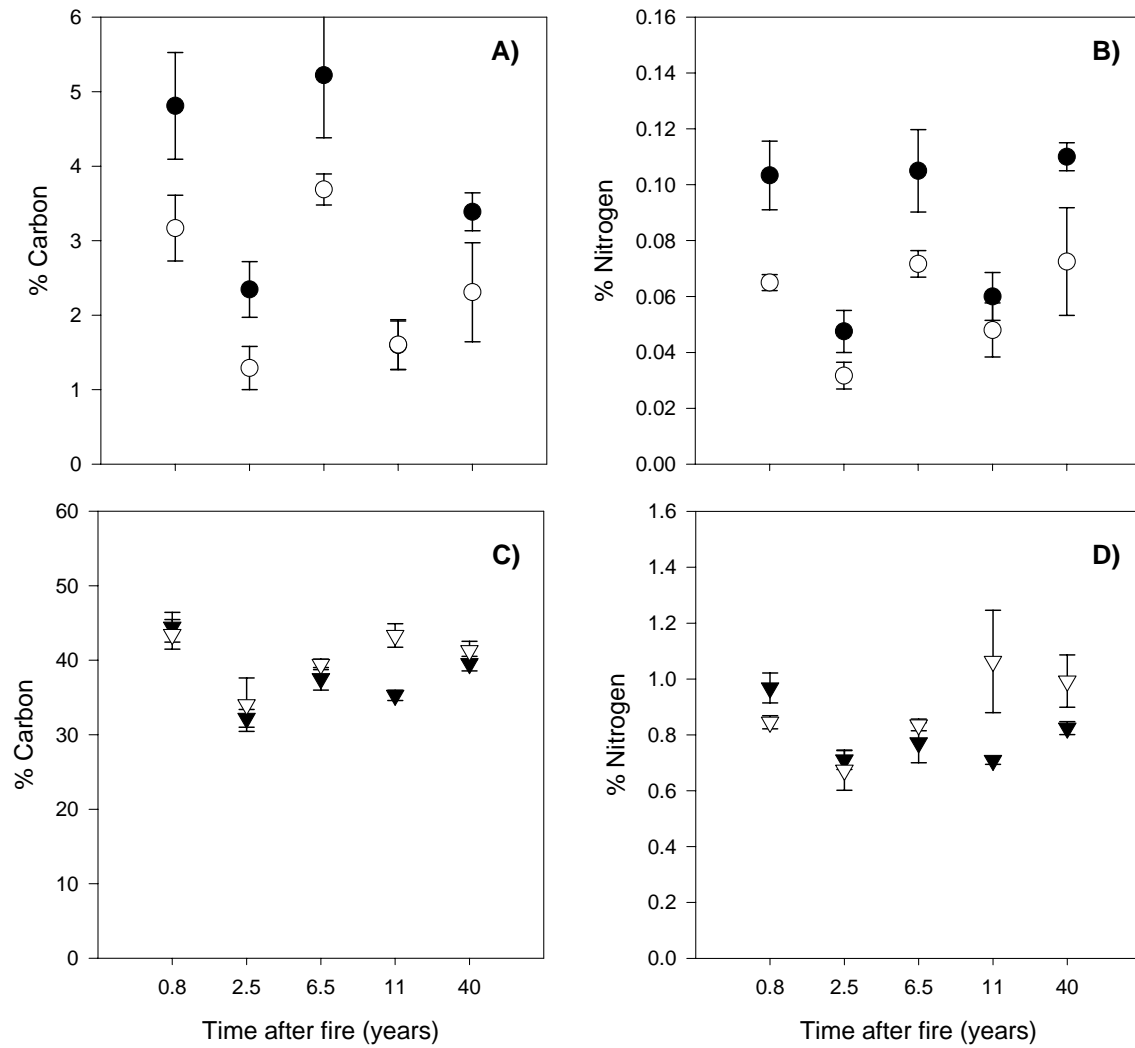 A)
% Carbon
6
5
4
3
2
1
0
B)
% Nitrogen
0.16
0.14
0.12
0.10
0.08
0.06
0.04
0.02
0.00
C)
% Carbon
60
50
40
30
20
10
0
0.8 2.5 6.5 11 40
Time after fire (years)
D)
% Nitrogen
1.6
1.4
1.2
1.0
0.8
0.6
0.4
0.2
0.0
0.8 2.5 6.5 11 40
Time after fire (years)